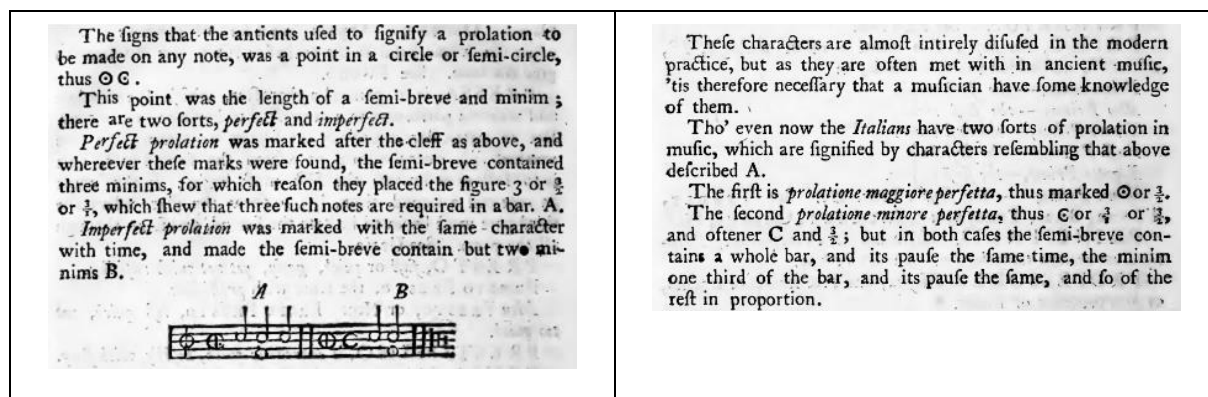 The ſigns that the antients uſed to ſignify a prolation to
be made on any note, was a point in a circle or ſemi-circle,
thus ʘ ꞓ.
This point was the length of a ſemi-breve and minim;
there are two ſorts, perfect and imperfect.
Perfect prolation was marked after the cleff as above, and
whereever theſe marks were found, the ſemi-breve contained
three minims, for which reaſon they placed the figure 3 or 3/2
or 3/1, which ſhew that three ſuch notes are required in a bar. A.
Imperfect prolation was marked with the ſame character
with time, and made the ſemi-breve contain but two mi-
nims B.
A B
Theſe characters are almoſt intirely diſuſed in the modern
practice, but as they are often met with in ancient muſic,
'tis therefore neceſſary that a muſician have ſome knowledge
of them.
Tho' even now the Italians have two ſorts of prolation in
muſic, which are ſignified by characters reſembling that above
deſcribed A.
The firſt is prolatione maggiore perfetta, thus marked ʘ or 3/1.
The ſecond prolatione minore perfetta, thus ꞓ or 3/4 or 3/2,
and oftener C and 3/2; but in both caſes the ſemi-breve con-
tains a whole bar, and its pauſe the ſame time, the minim
one third of the bar, and its pauſe the ſame, and ſo of the
reſt in proportion.